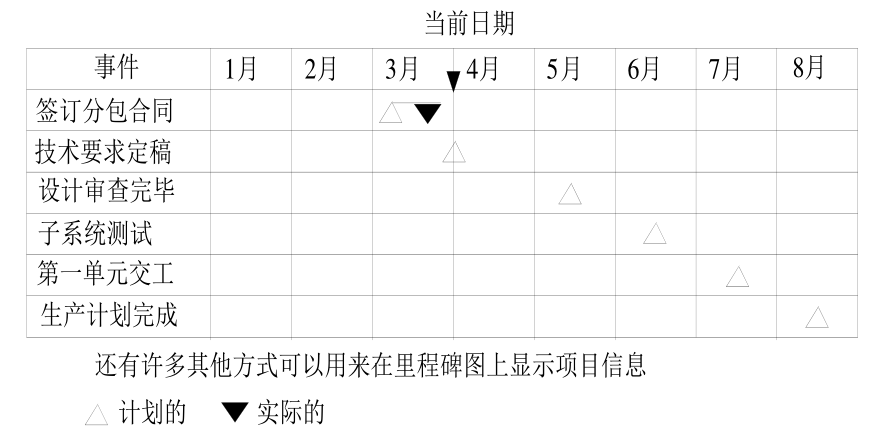 当前日期
事件 1月 2月 3月 4月 5月 6月 7月 8月
签订分包合同
技术要求定稿
设计审查完毕
子系统测试
第一单元交工
生产计划完成
还有许多其他方式可以用来在里程碑图上显示项目信息
计划的 实际的